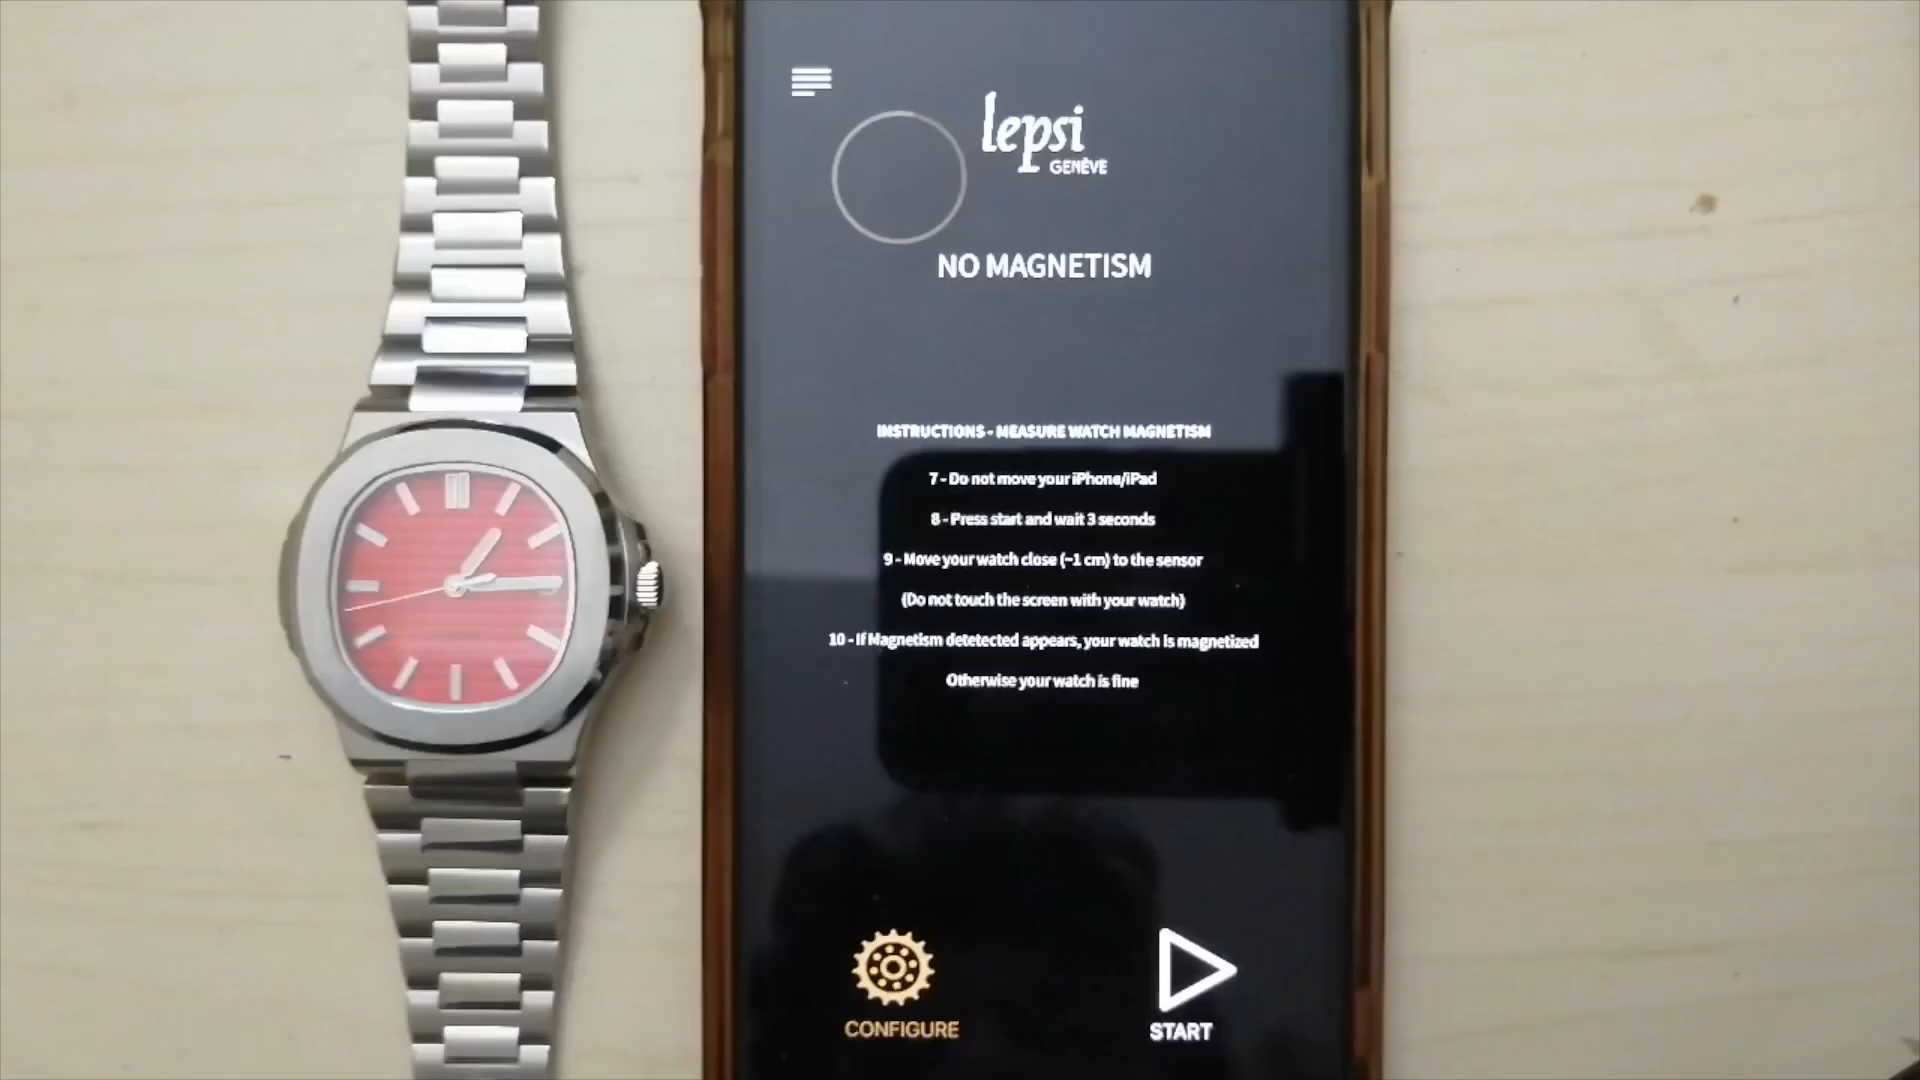 lepsi
GENÈVE
NO MAGNETISM
INSTRUCTIONS - MEASURE WATCH MAGNETISM
7 - Do not move your iPhone/iPad
8 - Press start and wait 3 seconds
9 - Move your watch close (~1 cm) to the sensor
(Do not touch the screen with your watch)
10 - If Magnetism detetected appears, your watch is magnetized
Otherwise your watch is fine
CONFIGURE
START